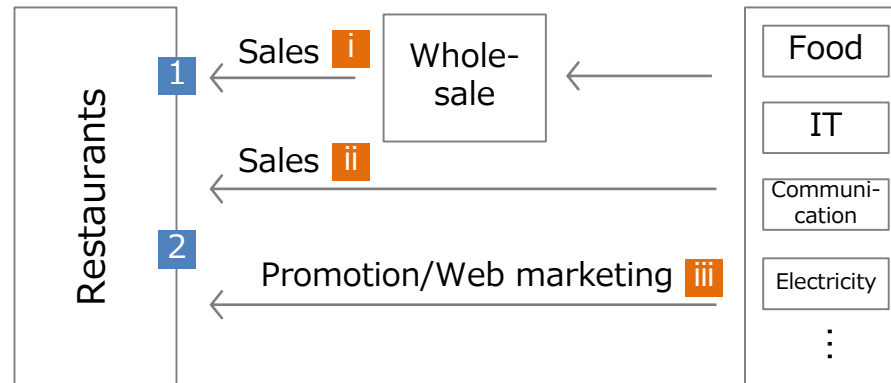 Restaurants
1
2
Sales i
Whole-
sale
Sales ii
Promotion/Web marketing iii
Food
IT
Communi-
cation
Electricity
⋮